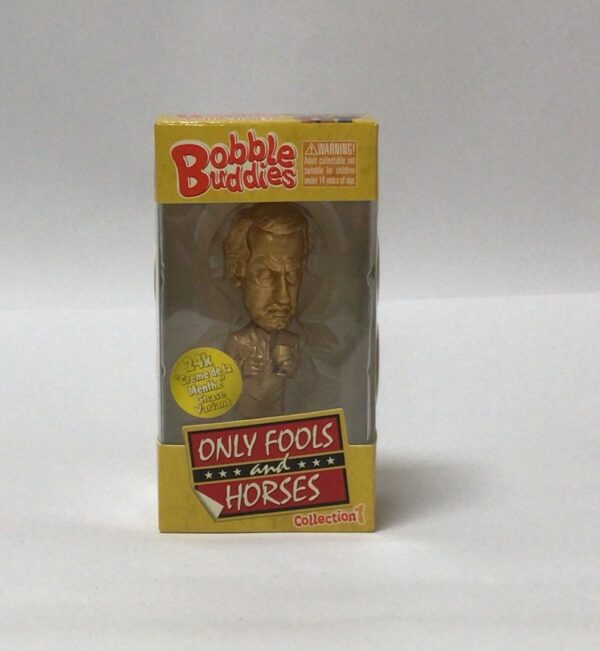 Bobble
Buddies
WARNING!
Adult collectable not
suitable for children
under 14 years of age.
24k
"Creme de la
Menthe"
Chase
Variant
ONLY FOOLS
and
HORSES
Collection 1